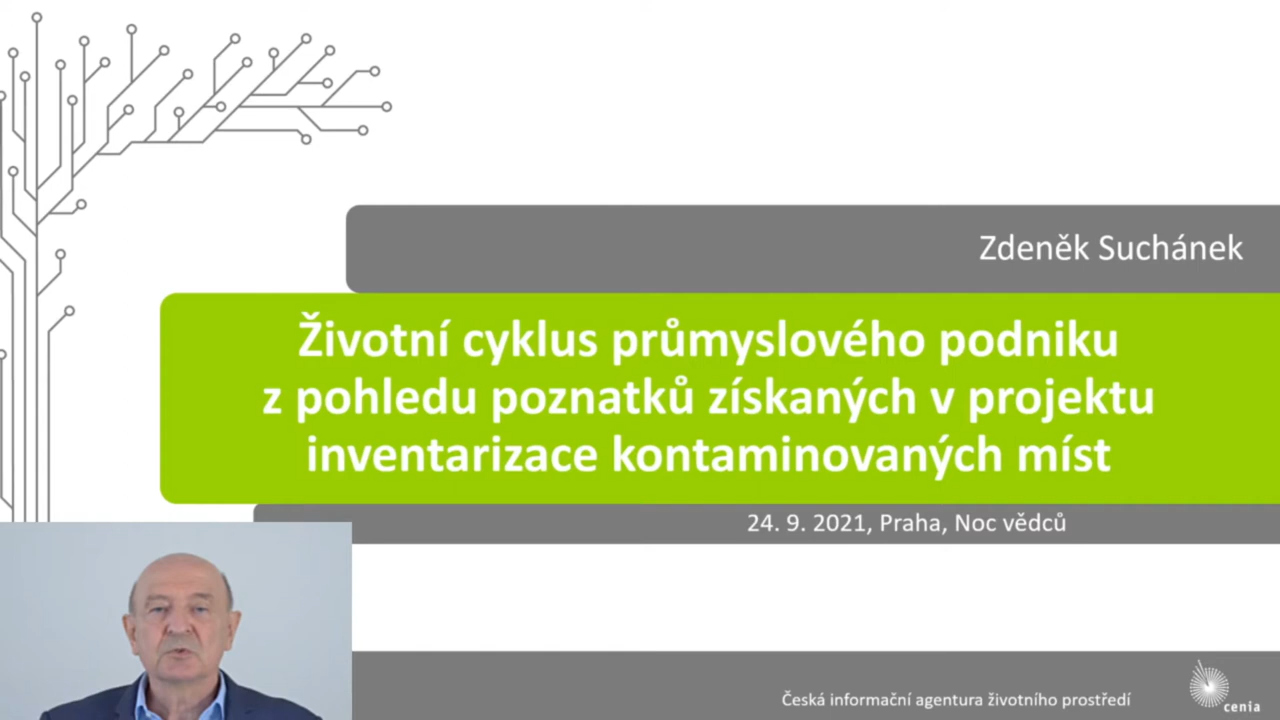 Zdeněk Suchánek
Životní cyklus průmyslového podniku
z pohledu poznatků získaných v projektu
inventarizace kontaminovaných míst
24. 9. 2021, Praha, Noc vědců
Česká informační agentura životního prostředí
cenia